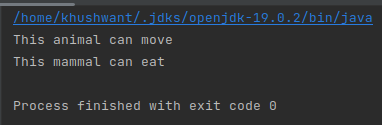 /home/khushwant/.jdks/openjdk-19.0.2/bin/java
This animal can move
This mammal can eat
Process finished with exit code 0